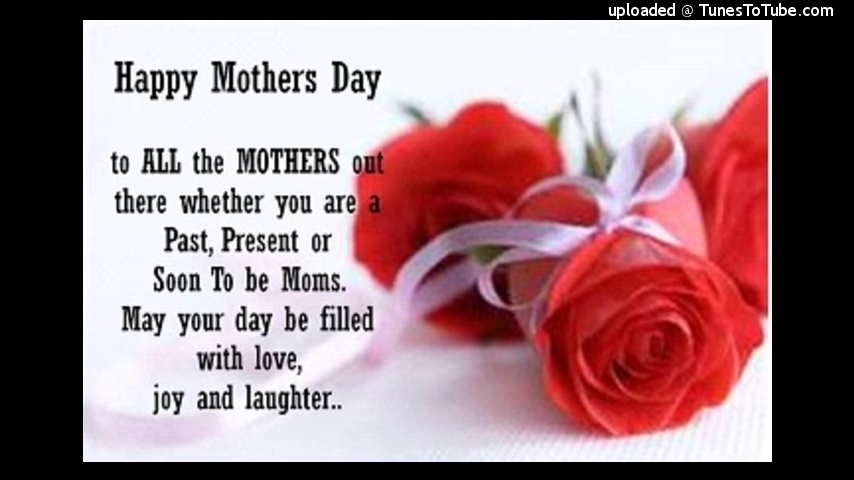 uploaded @ TunesToTube.com
Happy Mothers Day
to ALL the MOTHERS out
there whether you are a
Past, Present or
Soon To be Moms.
May your day be filled
with love,
joy and laughter..